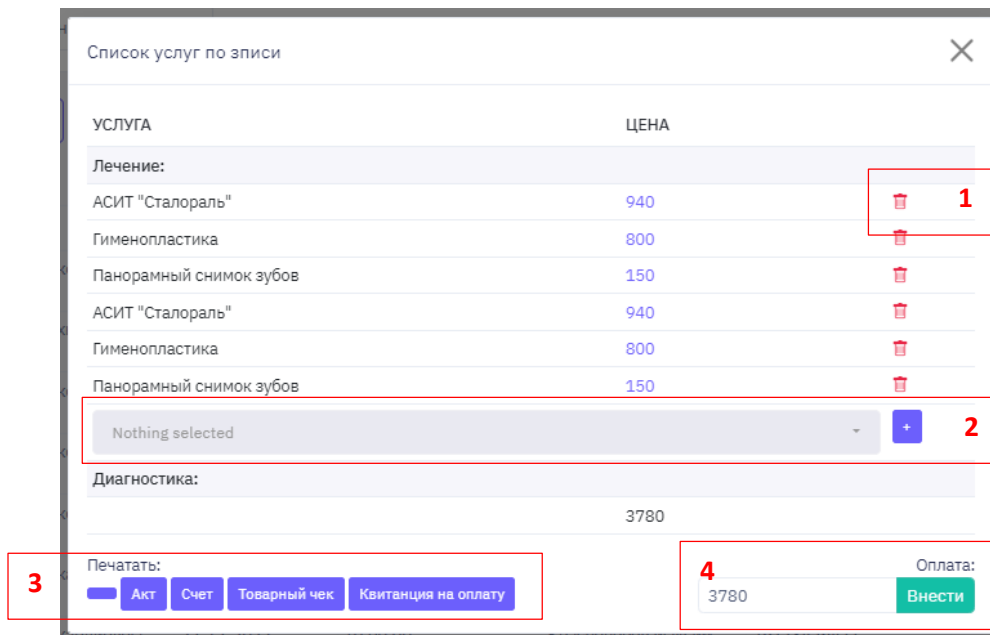 Список услуг по зписи
УСЛУГА ЦЕНА
Лечение:
АСИТ "Сталораль" 940 1
Гименопластика 800
Панорамный снимок зубов 150
АСИТ "Сталораль" 940
Гименопластика 800
Панорамный снимок зубов 150
Nothing selected + 2
Диагностика:
3780
Печатать: Оплата:
3 Акт Счет Товарный чек Квитанция на оплату 4 3780 Внести